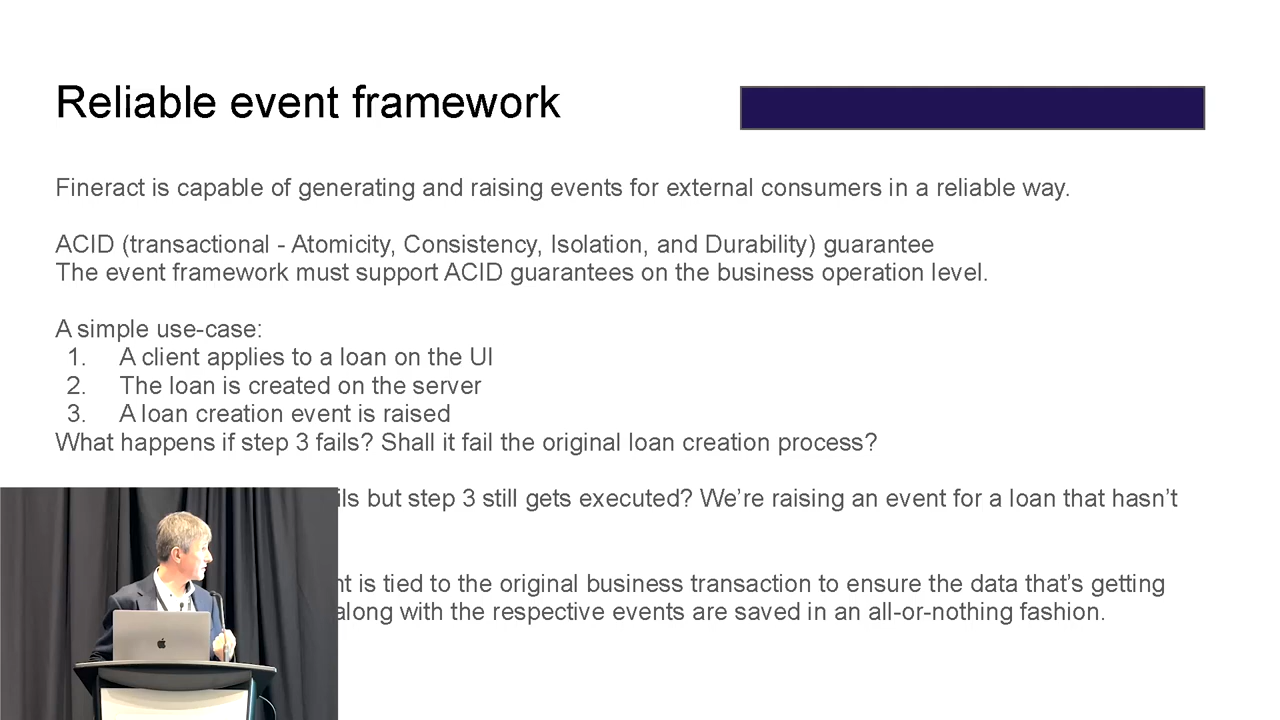 Reliable event framework
Fineract is capable of generating and raising events for external consumers in a reliable way.
ACID (transactional - Atomicity, Consistency, Isolation, and Durability) guarantee
The event framework must support ACID guarantees on the business operation level.
A simple use-case:
1. A client applies to a loan on the UI
2. The loan is created on the server
3. A loan creation event is raised
What happens if step 3 fails? Shall it fail the original loan creation process?
but step 3 still gets executed? We’re raising an event for a loan that hasn’t
is tied to the original business transaction to ensure the data that’s getting
along with the respective events are saved in an all-or-nothing fashion.